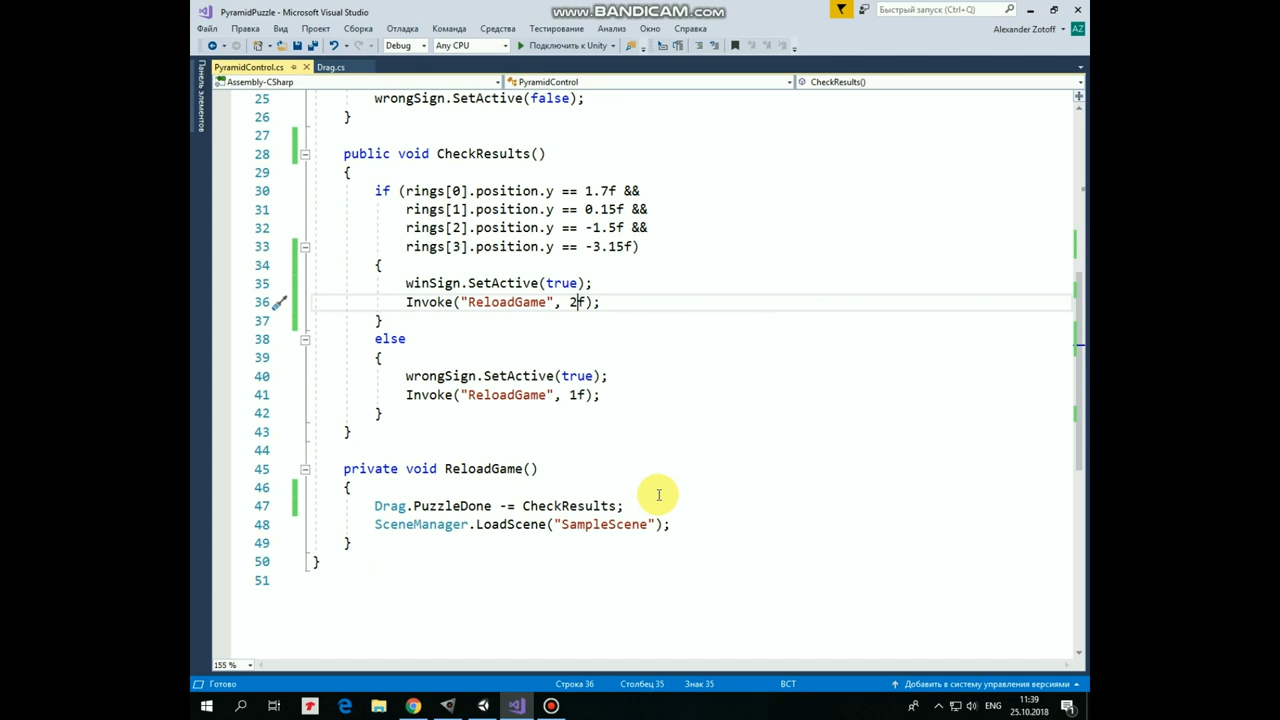 PyramidPuzzle - Microsoft Visual Studio
www.BANDICAM.com
Быстрый запуск (Ctrl+Q)
Файл Правка Вид Проект Отладка Команда Средства Тестирование Анализ Окно Справка
Alexander Zotoff AZ
Debug Any CPU Подключить к Unity
Панель элементов
PyramidControl.cs Drag.cs
Assembly-CSharp PyramidControl CheckResults()
25 wrongSign.SetActive(false);
26 }
27
28 public void CheckResults()
29 {
30 if (rings[0].position.y == 1.7f &&
31 rings[1].position.y == 0.15f &&
32 rings[2].position.y == -1.5f &&
33 rings[3].position.y == -3.15f)
34 {
35 winSign.SetActive(true);
36 Invoke("ReloadGame", 2f);
37 }
38 else
39 {
40 wrongSign.SetActive(true);
41 Invoke("ReloadGame", 1f);
42 }
43 }
44
45 private void ReloadGame()
46 {
47 Drag.PuzzleDone -= CheckResults;
48 SceneManager.LoadScene("SampleScene");
49 }
50 }
51
155 %
Готово Строка 36 Столбец 35 Знак 35 ВСТ Добавить в систему управления версиями
ENG 11:39
25.10.2018 1